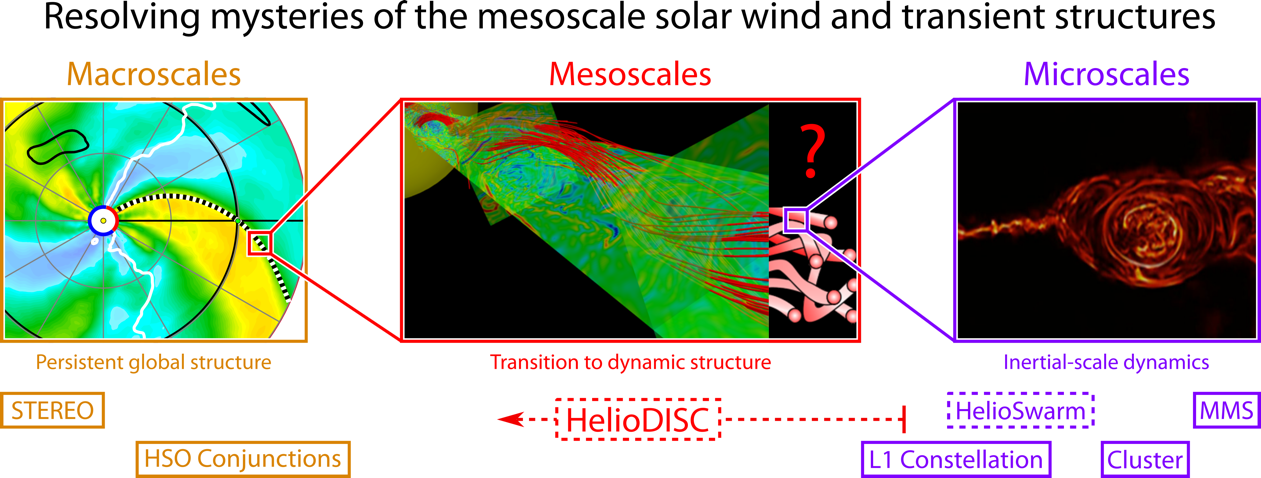 Resolving mysteries of the mesoscale solar wind and transient structures
Macroscales
Mesoscales
Microscales
?
Persistent global structure
Transition to dynamic structure
Inertial-scale dynamics
STEREO
HelioDISC
HelioSwarm
MMS
HSO Conjunctions
L1 Constellation
Cluster